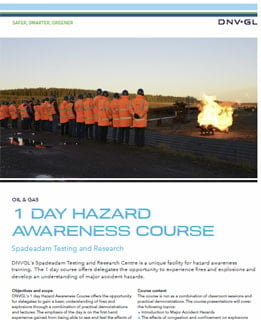 SAFER, SMARTER, GREENER
DNV·GL
OIL & GAS
1 DAY HAZARD
AWARENESS COURSE
Spadeadam Testing and Research
DNVGL's Spadeadam Testing and Research Centre is a unique facility for hazard awareness
training. The 1 day course offers delegates the opportunity to experience fires and explosions and
develop an understanding of major accident hazards.
Objectives and scope
DNVGL's 1 day Hazard Awareness Course offers the opportunity
for delegates to gain a basic understanding of fires and
explosions through a combination of practical demonstrations
and lectures. The emphasis of the day is on the first hand
experience gained from being able to see and feel the effects of
Course content
The course is run as a combination of classroom sessions and
practical demonstrations. The course presentations will cover
the following topics:
Introduction to Major Accident Hazards
The effects of congestion and confinement on explosions